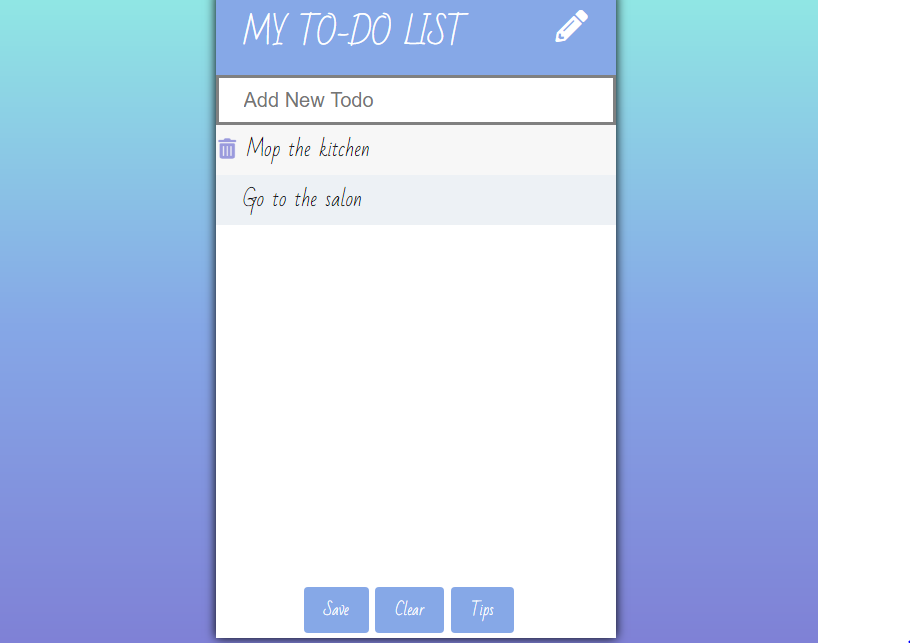 MY TO-DO LIST
Add New Todo
Mop the kitchen
Go to the salon
Save Clear Tips